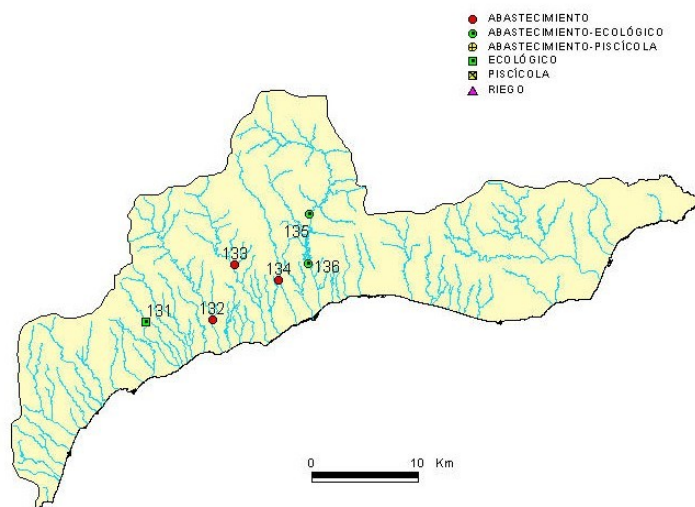 ABASTECIMIENTO
ABASTECIMIENTO-ECOLÓGICO
ABASTECIMIENTO-PISCÍCOLA
ECOLÓGICO
PISCÍCOLA
RIEGO
135
133
134
136
131
132
0
10 Km